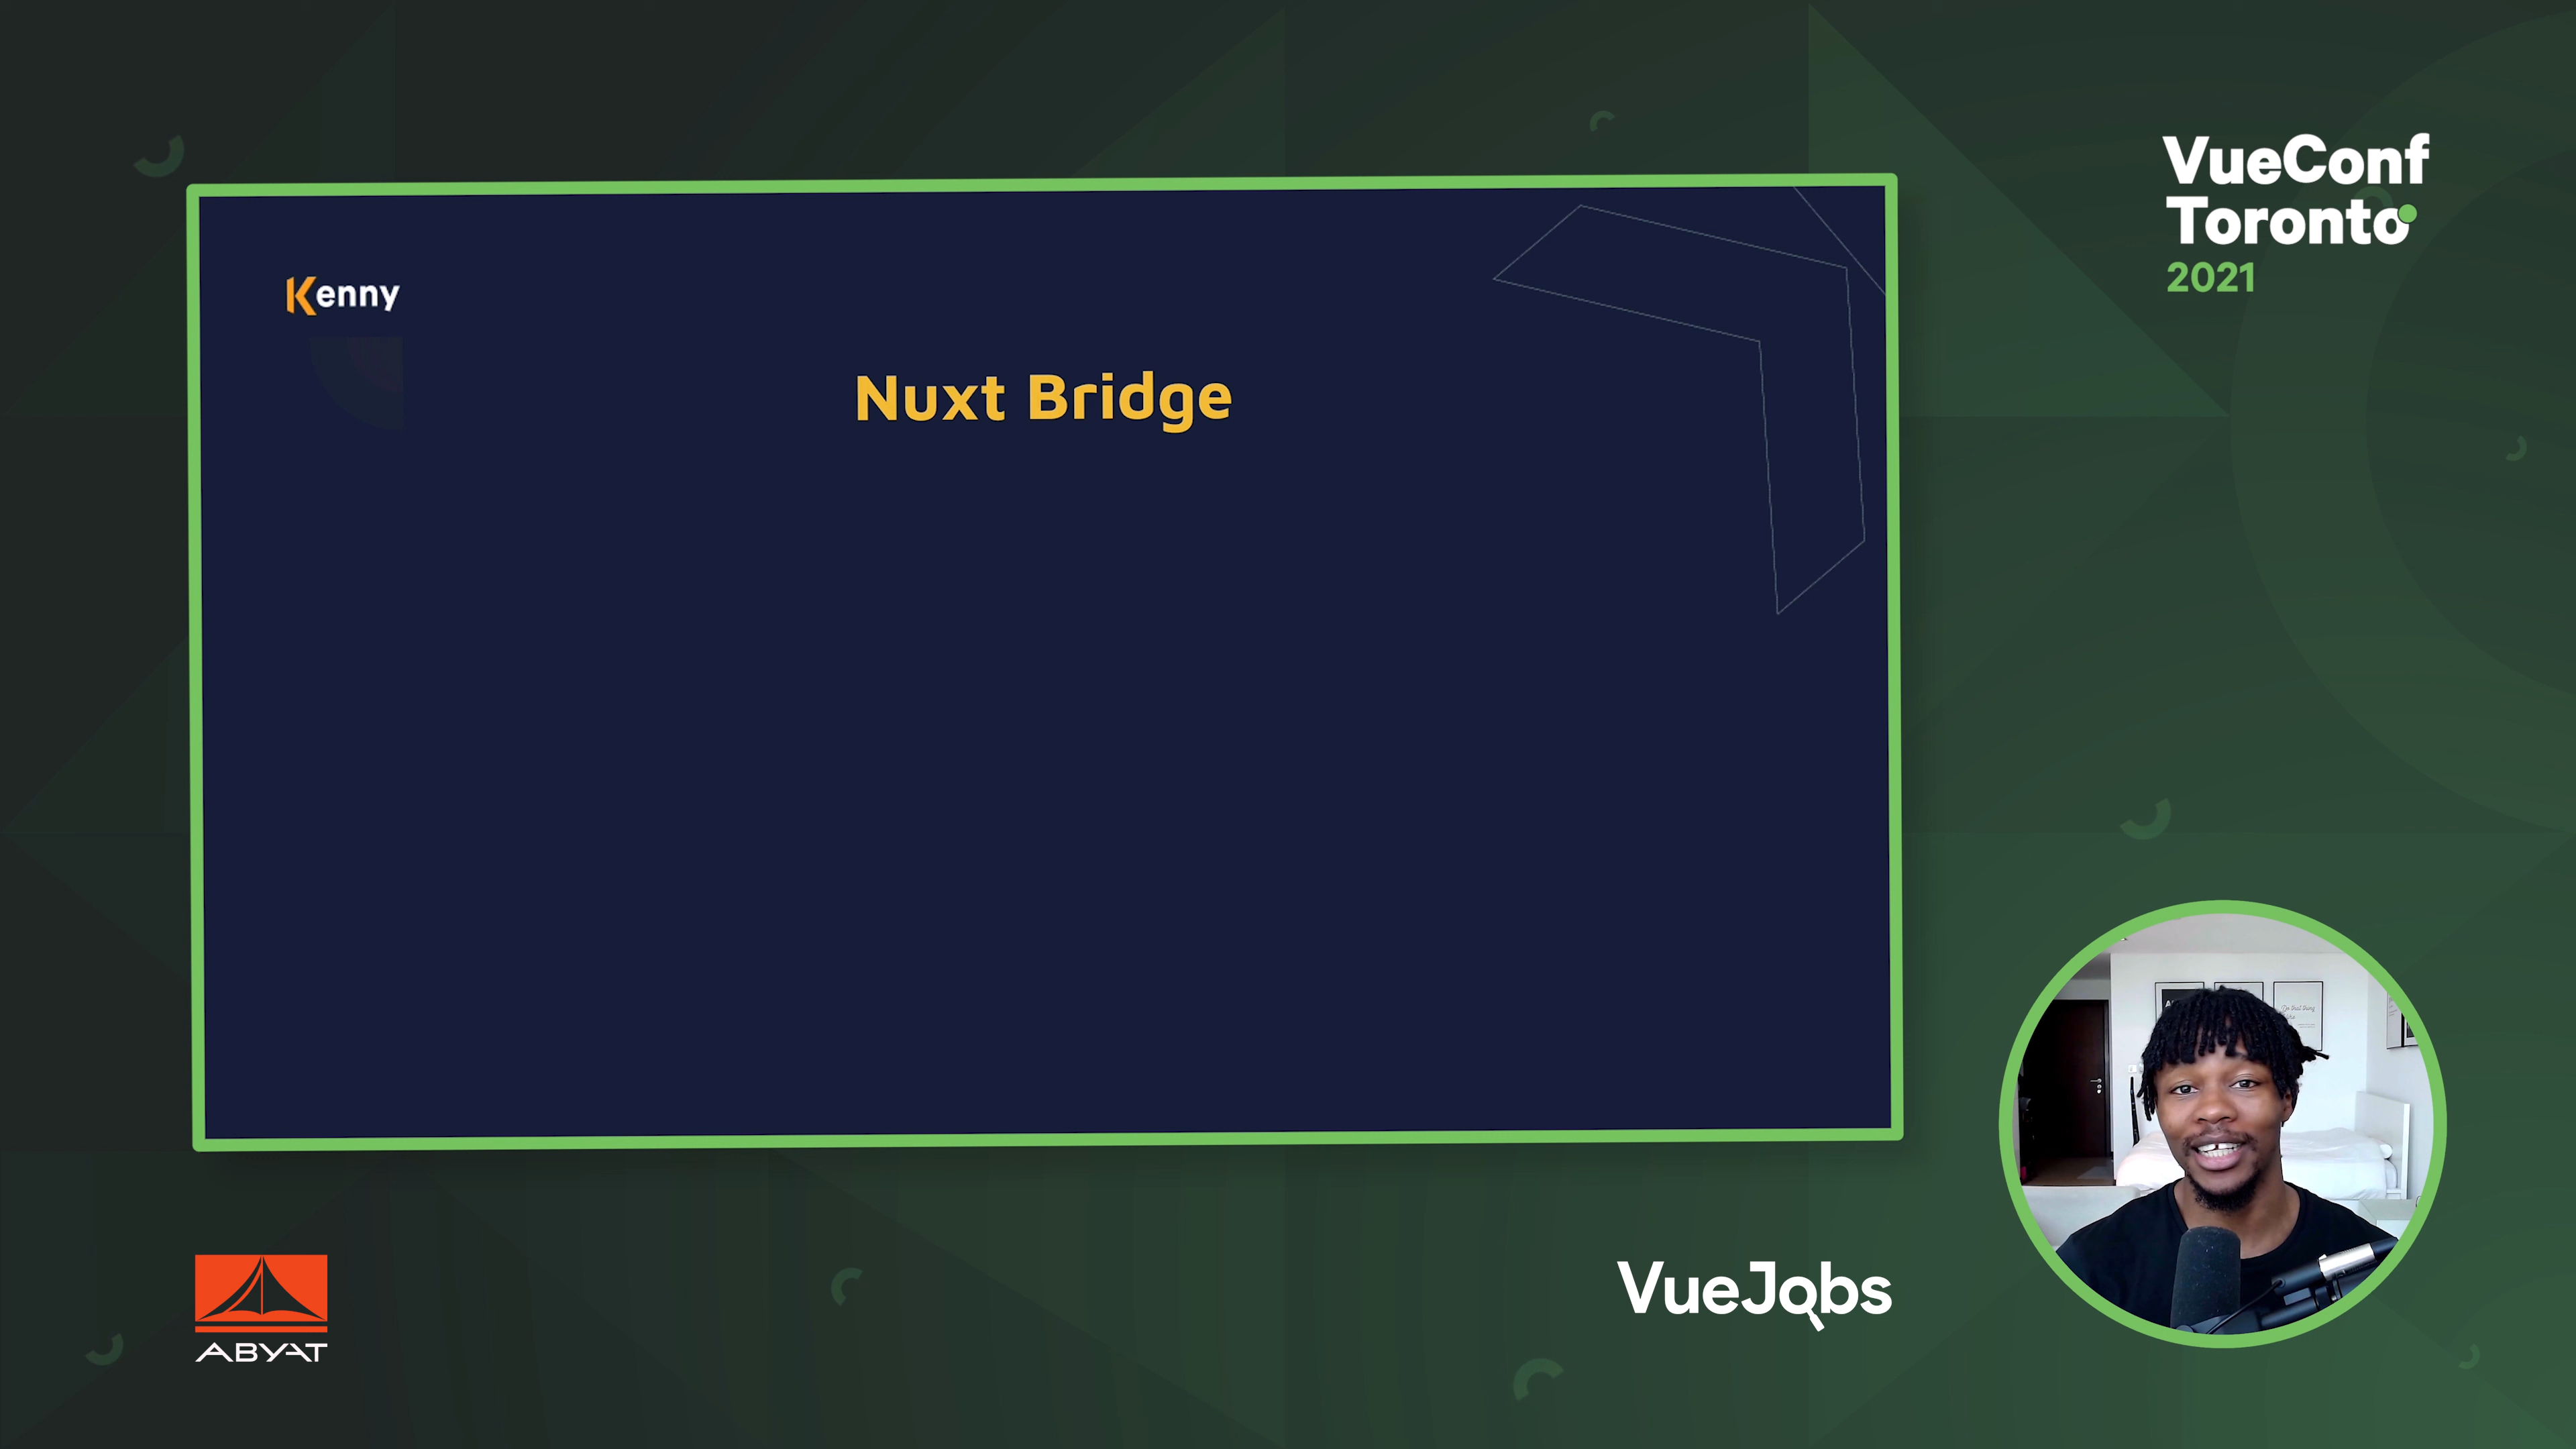 VueConf
Toronto
2021
Kenny
Nuxt Bridge
VueJobs
ABYAT